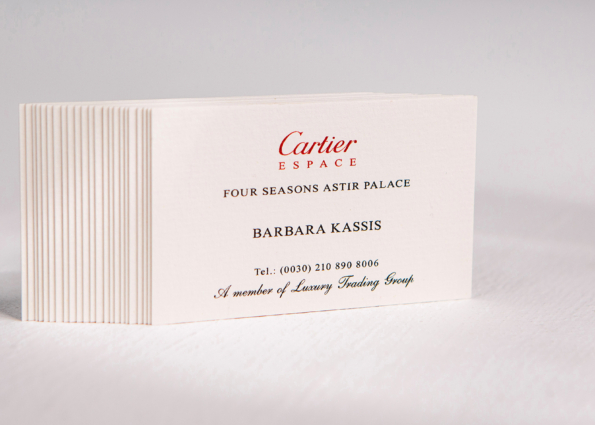 Cartier
ESPACE
FOUR SEASONS ASTIR PALACE
BARBARA KASSIS
Tel.: (0030) 210 890 8006
A member of Luxury Trading Group